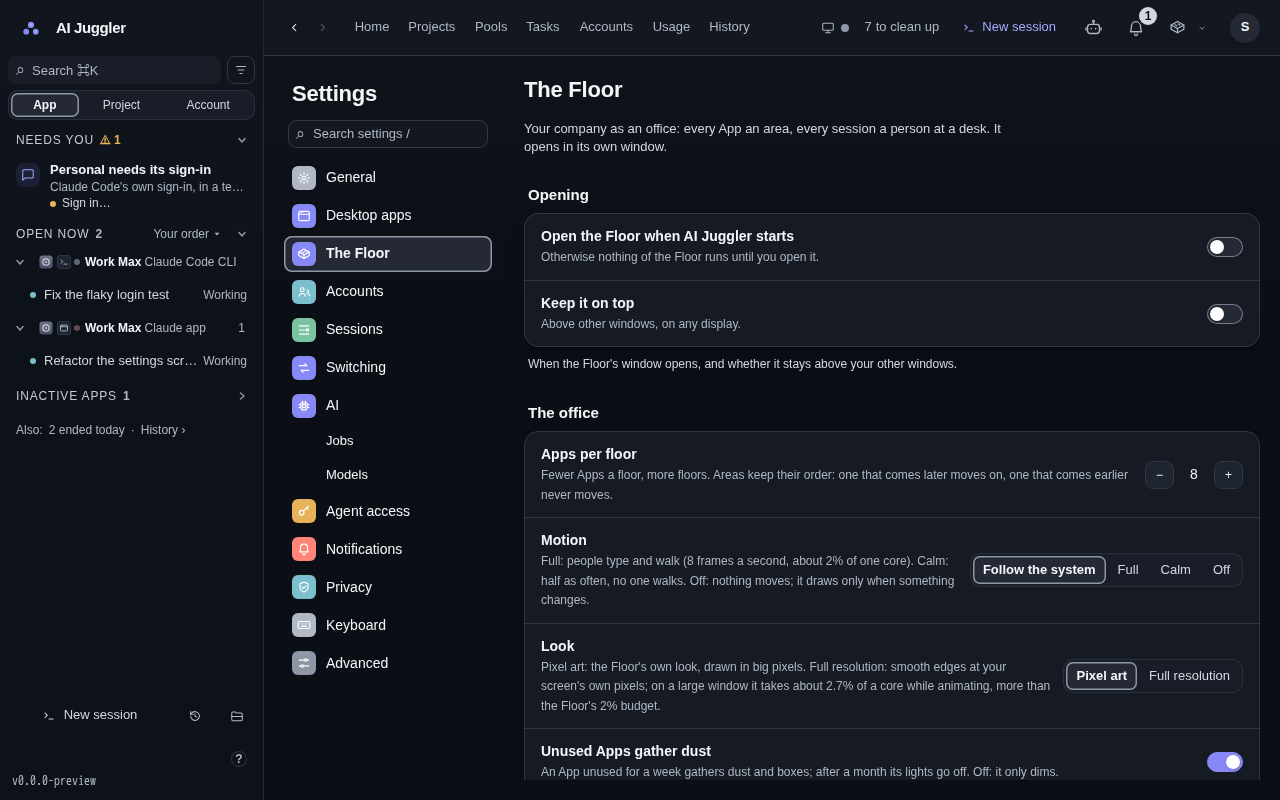 AI Juggler
Search ⌘K
App
Project
Account
NEEDS YOU 1
Personal needs its sign-in
Claude Code's own sign-in, in a te…
Sign in…
OPEN NOW 2
Your order
Work Max Claude Code CLI
Fix the flaky login test
Working
Work Max Claude app
1
Refactor the settings scr…
Working
INACTIVE APPS 1
Also: 2 ended today · History ›
New session
?
v0.0.0-preview
Home
Projects
Pools
Tasks
Accounts
Usage
History
7 to clean up
New session
1
S
Settings
Search settings /
General
Desktop apps
The Floor
Accounts
Sessions
Switching
AI
Jobs
Models
Agent access
Notifications
Privacy
Keyboard
Advanced
The Floor
Your company as an office: every App an area, every session a person at a desk. It
opens in its own window.
Opening
Open the Floor when AI Juggler starts
Otherwise nothing of the Floor runs until you open it.
Keep it on top
Above other windows, on any display.
When the Floor's window opens, and whether it stays above your other windows.
The office
Apps per floor
Fewer Apps a floor, more floors. Areas keep their order: one that comes later moves on, one that comes earlier
never moves.
− 8 +
Motion
Full: people type and walk (8 frames a second, about 2% of one core). Calm:
half as often, no one walks. Off: nothing moves; it draws only when something
changes.
Follow the system
Full
Calm
Off
Look
Pixel art: the Floor's own look, drawn in big pixels. Full resolution: smooth edges at your
screen's own pixels; on a large window it takes about 2.7% of a core while animating, more than
the Floor's 2% budget.
Pixel art
Full resolution
Unused Apps gather dust
An App unused for a week gathers dust and boxes; after a month its lights go off. Off: it only dims.